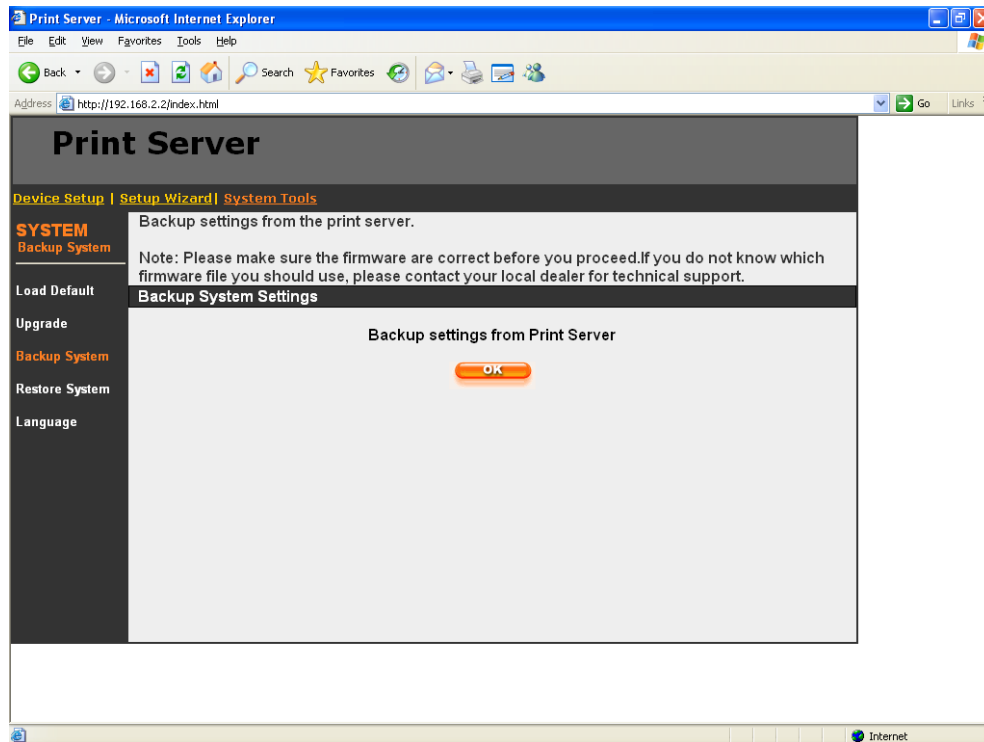 Print Server - Microsoft Internet Explorer
File Edit View Favorites Tools Help
Back Search Favorites
Address http://192.168.2.2/index.html Go Links
Print Server
Device Setup | Setup Wizard| System Tools
SYSTEM
Backup System
Load Default
Upgrade
Backup System
Restore System
Language
Backup settings from the print server.
Note: Please make sure the firmware are correct before you proceed.If you do not know which
firmware file you should use, please contact your local dealer for technical support.
Backup System Settings
Backup settings from Print Server
OK
Internet